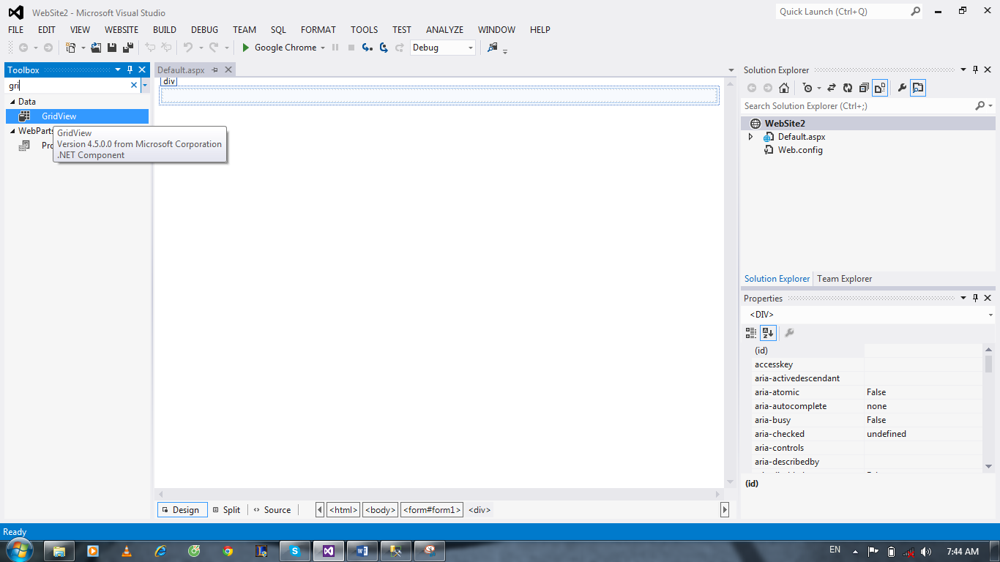 WebSite2 - Microsoft Visual Studio
Quick Launch (Ctrl+Q)
FILE EDIT VIEW WEBSITE BUILD DEBUG TEAM SQL FORMAT TOOLS TEST ANALYZE WINDOW HELP
Google Chrome Debug
Toolbox
gri
Data
GridView
WebParts
GridView
Version 4.5.0.0 from Microsoft Corporation
.NET Component
Default.aspx
div
Design Split Source <html> <body> <form#form1> <div>
Solution Explorer
Search Solution Explorer (Ctrl+;)
WebSite2
Default.aspx
Web.config
Solution Explorer Team Explorer
Properties
<DIV>
(id)
accesskey
aria-activedescendant
aria-atomic False
aria-autocomplete none
aria-busy False
aria-checked undefined
aria-controls
aria-describedby
(id)
Ready
EN 7:44 AM